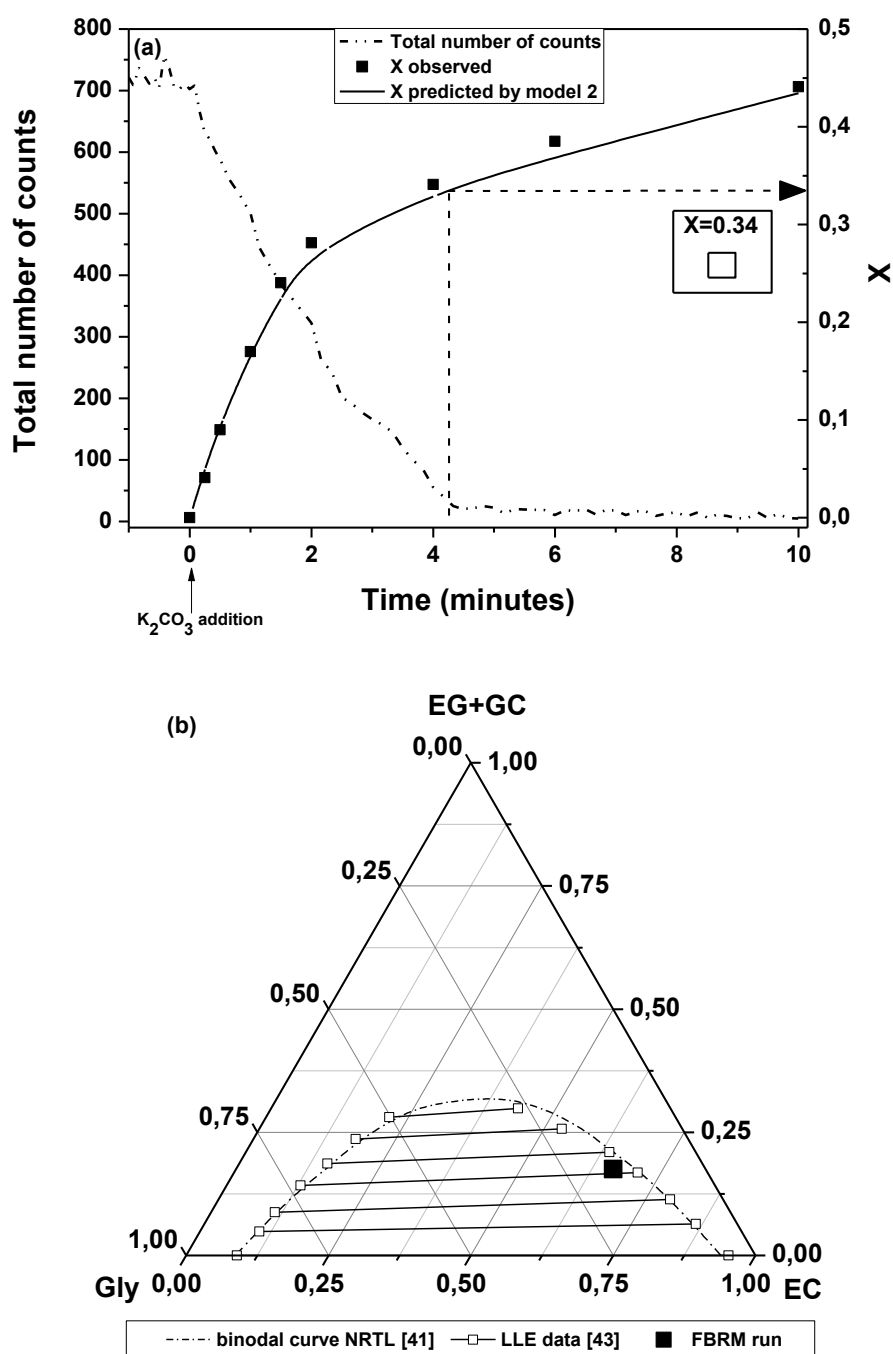 (a)
Total number of counts
X observed
X predicted by model 2
800
700
600
500
400
300
200
100
0
Total number of counts
0,5
0,4
0,3
0,2
0,1
0,0
X
X=0.34
0 2 4 6 8 10
Time (minutes)
K2CO3 addition
(b)
EG+GC
0,00 1,00
0,25 0,75
0,50 0,50
0,75 0,25
1,00 0,00
Gly 0,00 0,25 0,50 0,75 1,00 EC
binodal curve NRTL [41] LLE data [43] FBRM run